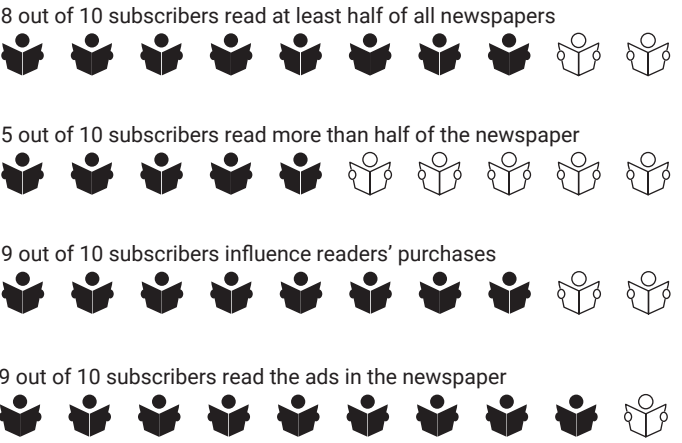 8 out of 10 subscribers read at least half of all newspapers
5 out of 10 subscribers read more than half of the newspaper
9 out of 10 subscribers influence readers’ purchases
9 out of 10 subscribers read the ads in the newspaper